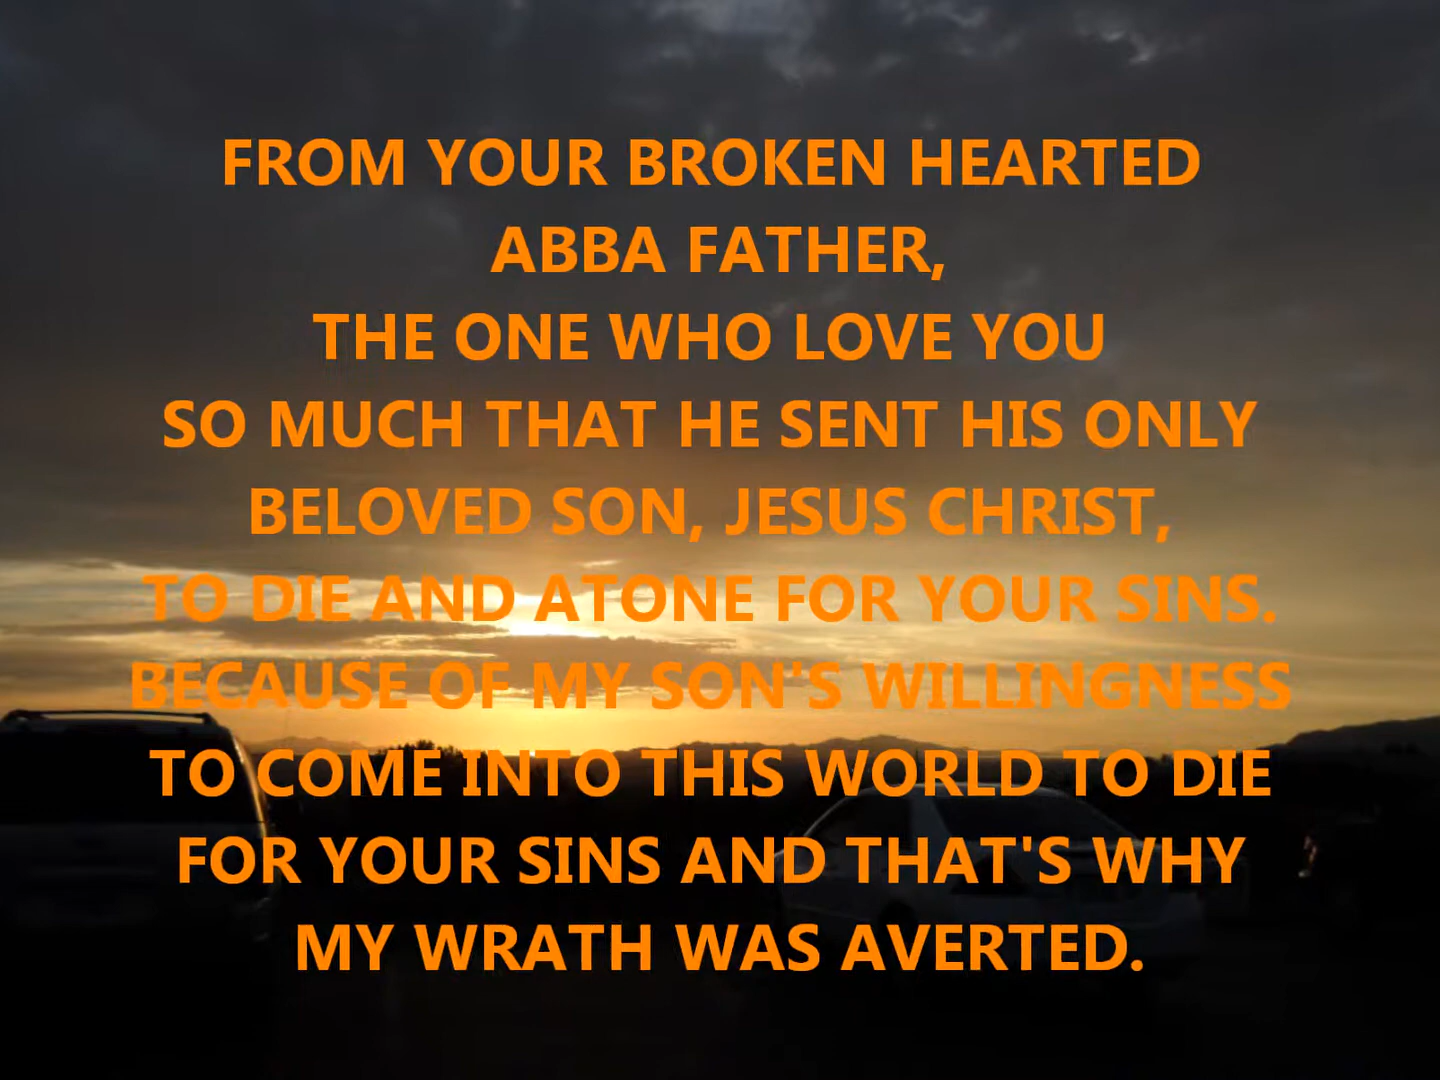 FROM YOUR BROKEN HEARTED
ABBA FATHER,
THE ONE WHO LOVE YOU
SO MUCH THAT HE SENT HIS ONLY
BELOVED SON, JESUS CHRIST,
TO DIE AND ATONE FOR YOUR SINS.
BECAUSE OF MY SON'S WILLINGNESS
TO COME INTO THIS WORLD TO DIE
FOR YOUR SINS AND THAT'S WHY
MY WRATH WAS AVERTED.